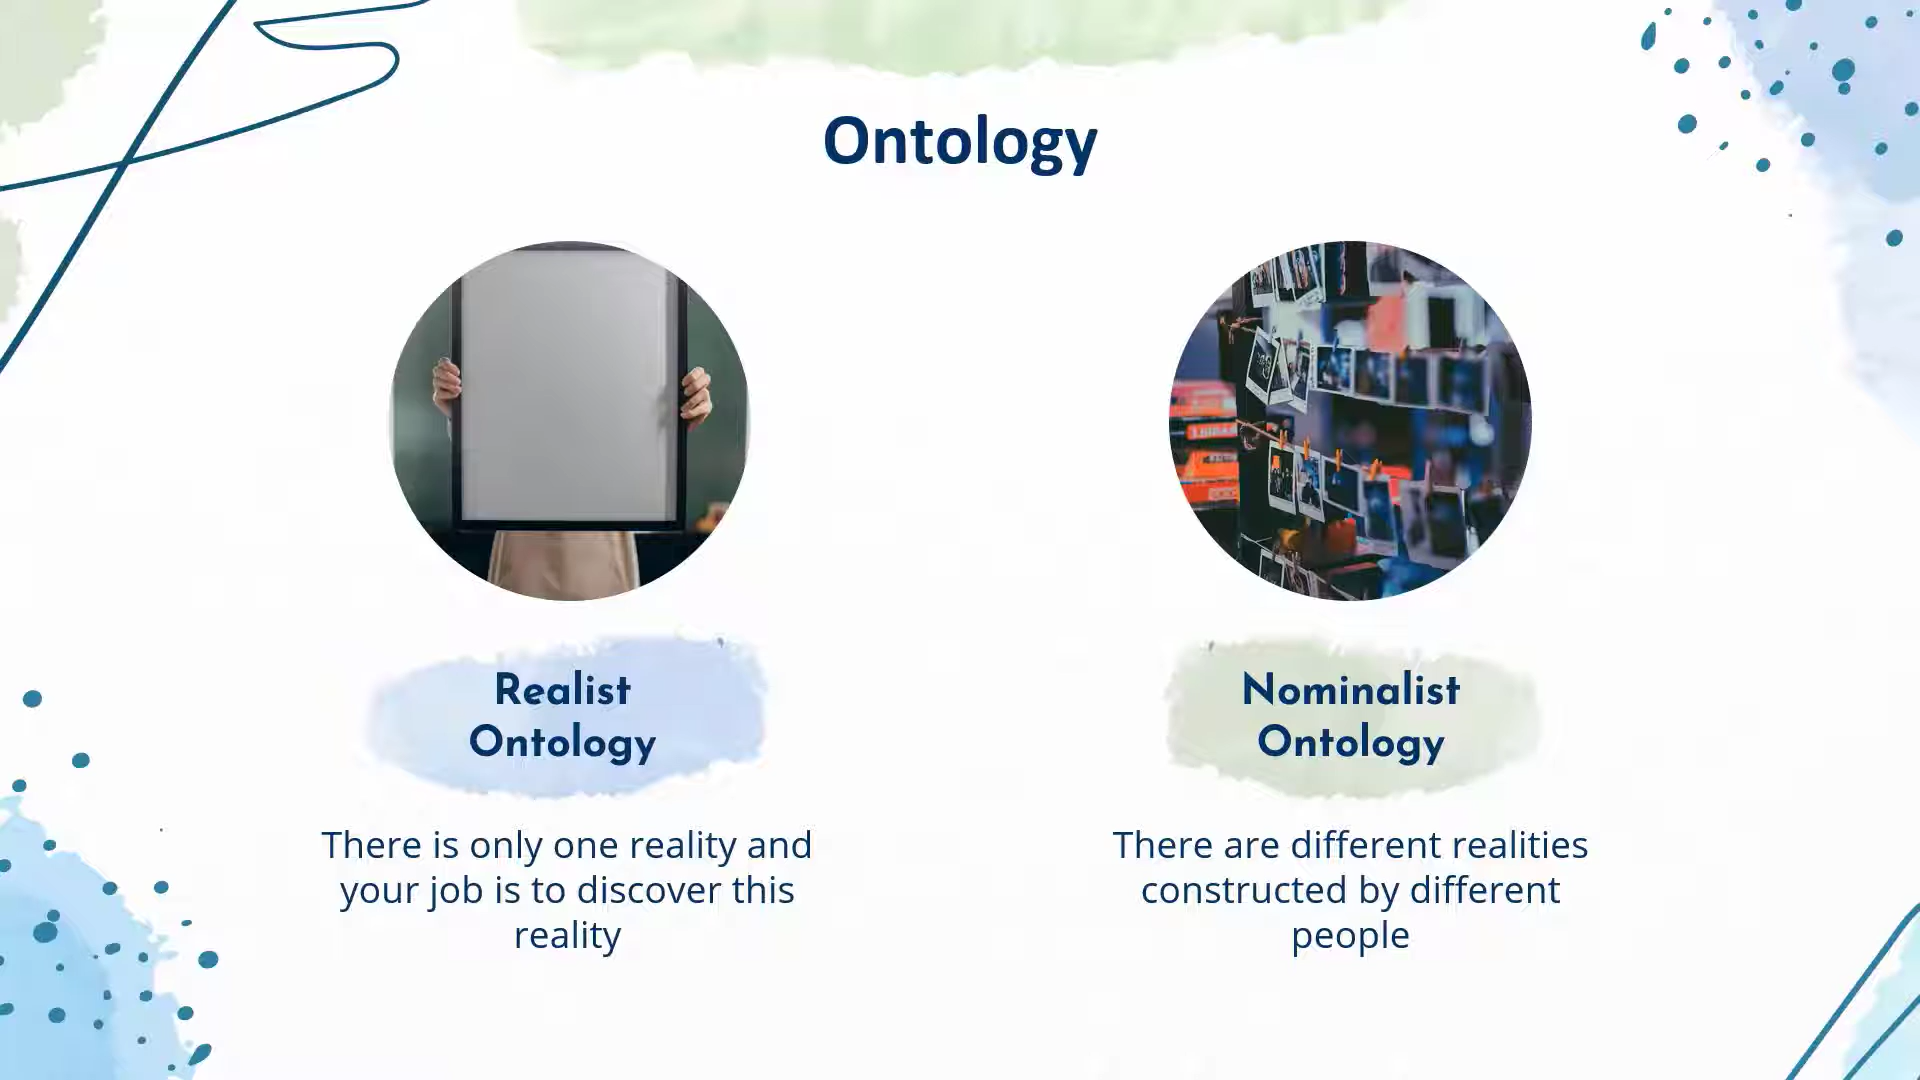 Ontology
Realist
Ontology
There is only one reality and
your job is to discover this
reality
Nominalist
Ontology
There are different realities
constructed by different
people